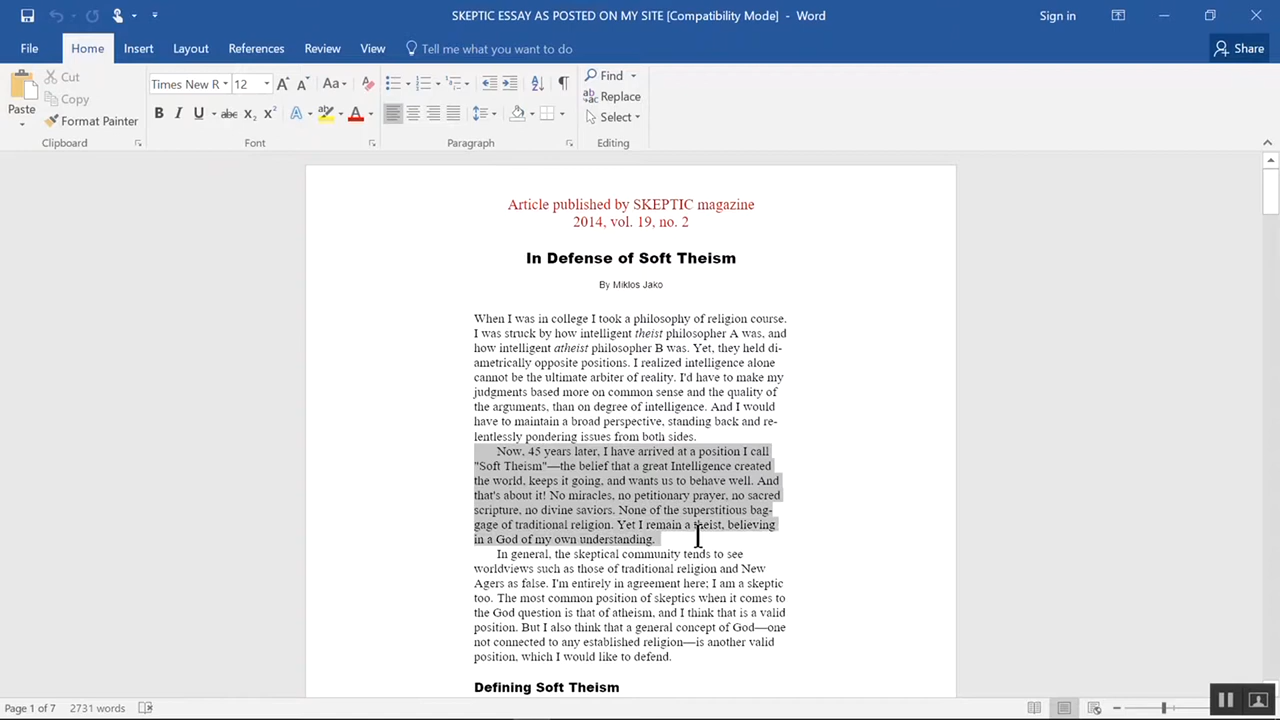 SKEPTIC ESSAY AS POSTED ON MY SITE [Compatibility Mode] - Word
Sign in
File
Home
Insert
Layout
References
Review
View
Tell me what you want to do
Share
Paste
Cut
Copy
Format Painter
Clipboard
Times New R
12
Font
Paragraph
Find
Replace
Select
Editing
Article published by SKEPTIC magazine
2014, vol. 19, no. 2
In Defense of Soft Theism
By Miklos Jako
When I was in college I took a philosophy of religion course.
I was struck by how intelligent theist philosopher A was, and
how intelligent atheist philosopher B was. Yet, they held di-
ametrically opposite positions. I realized intelligence alone
cannot be the ultimate arbiter of reality. I'd have to make my
judgments based more on common sense and the quality of
the arguments, than on degree of intelligence. And I would
have to maintain a broad perspective, standing back and re-
lentlessly pondering issues from both sides.
Now, 45 years later, I have arrived at a position I call
"Soft Theism"—the belief that a great Intelligence created
the world, keeps it going, and wants us to behave well. And
that's about it! No miracles, no petitionary prayer, no sacred
scripture, no divine saviors. None of the superstitious bag-
gage of traditional religion. Yet I remain a theist, believing
in a God of my own understanding.
In general, the skeptical community tends to see
worldviews such as those of traditional religion and New
Agers as false. I'm entirely in agreement here; I am a skeptic
too. The most common position of skeptics when it comes to
the God question is that of atheism, and I think that is a valid
position. But I also think that a general concept of God—one
not connected to any established religion—is another valid
position, which I would like to defend.
Defining Soft Theism
Page 1 of 7
2731 words